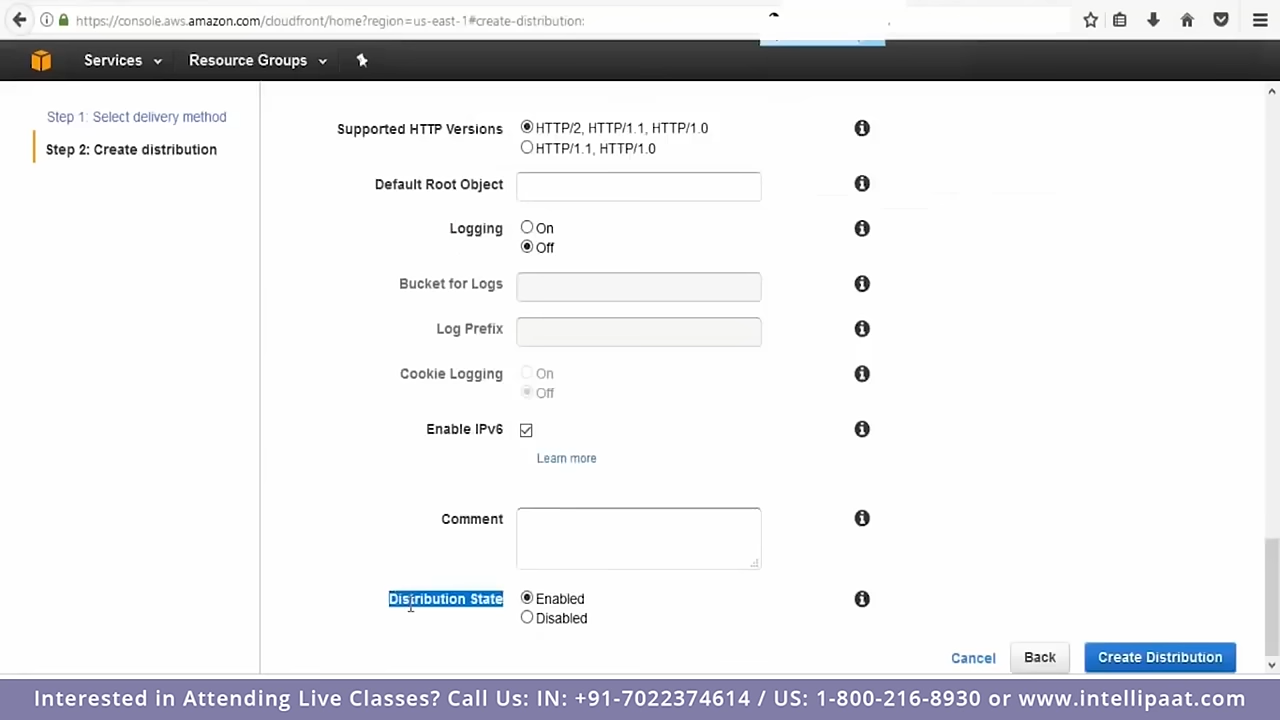 https://console.aws.amazon.com/cloudfront/home?region=us-east-1#create-distribution:
Services
Resource Groups
Step 1: Select delivery method
Step 2: Create distribution
Supported HTTP Versions
HTTP/2, HTTP/1.1, HTTP/1.0
HTTP/1.1, HTTP/1.0
Default Root Object
Logging
On
Off
Bucket for Logs
Log Prefix
Cookie Logging
On
Off
Enable IPv6
Learn more
Comment
Distribution State
Enabled
Disabled
Cancel
Back
Create Distribution
Interested in Attending Live Classes? Call Us: IN: +91-7022374614 / US: 1-800-216-8930 or www.intellipaat.com